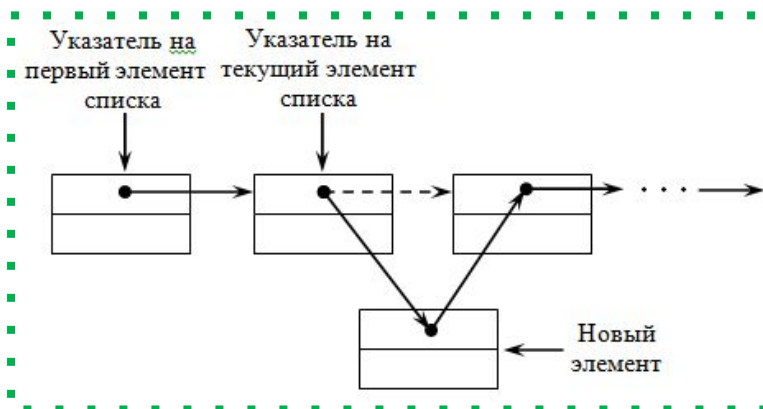 Указатель на
первый элемент
списка
Указатель на
текущий элемент
списка
Новый
элемент